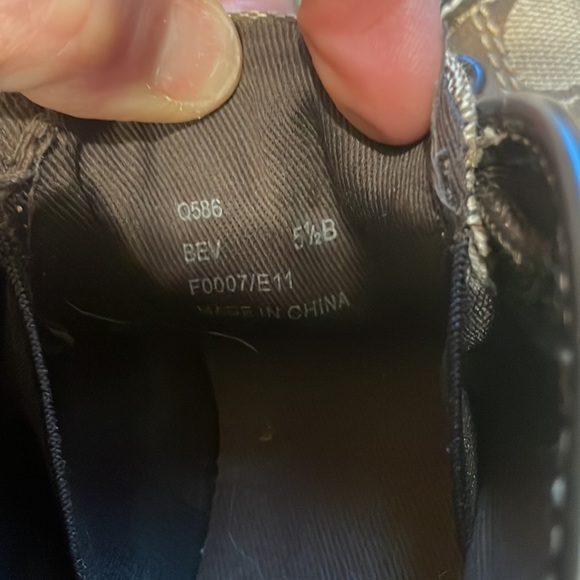 Q586
BEV 5½B
F0007/E11
MADE IN CHINA